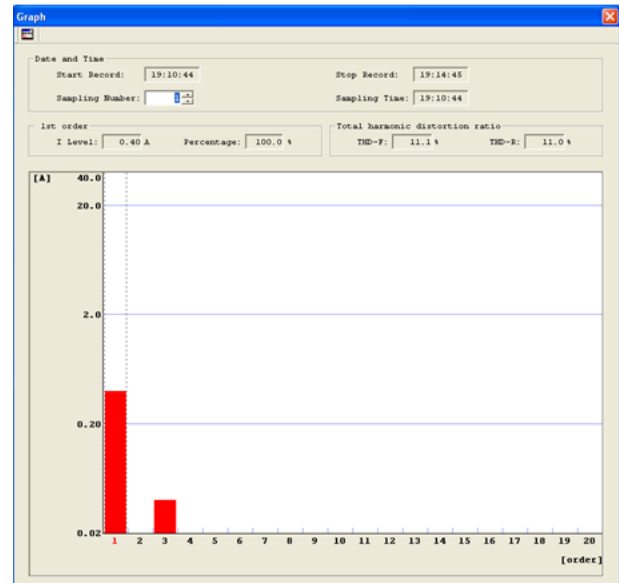 Graph
Date and Time
Start Record: 19:10:44 Stop Record: 19:14:45
Sampling Number: 1 Sampling Time: 19:10:44
1st order Total harmonic distortion ratio
I Level: 0.40 A Percentage: 100.0 % THD-F: 11.1 % THD-R: 11.0 %
[A] 40.0
20.0
2.0
0.20
0.02
1 2 3 4 5 6 7 8 9 10 11 12 13 14 15 16 17 18 19 20
[order]